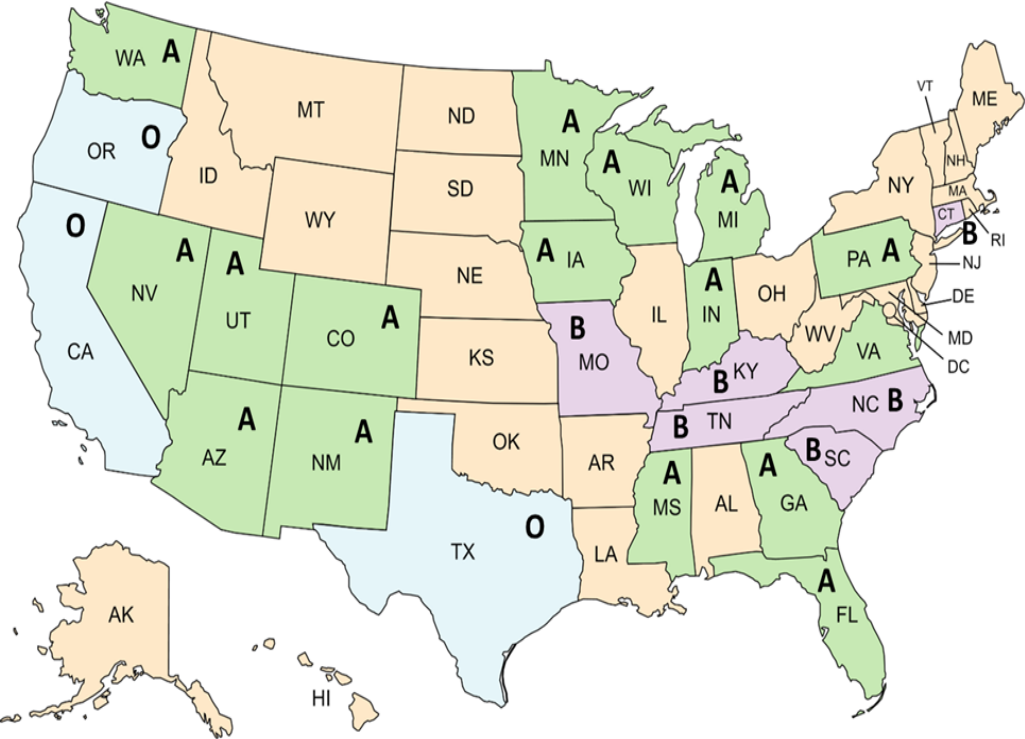 VT
WA A
ME
MT
ND
OR O
MN A
NH
ID
SD
WI A
MI A
NY
MA
CT B
RI
WY
O
CA
NV A
UT A
IA A
PA A
NJ
NE
CO A
IL
IN A
OH
DE
MD
DC
WV
VA
KS
MO B
KY B
TN B
NC B
AZ A
NM A
OK
AR
SC B
MS A
AL
GA A
TX O
LA
FL A
AK
HI